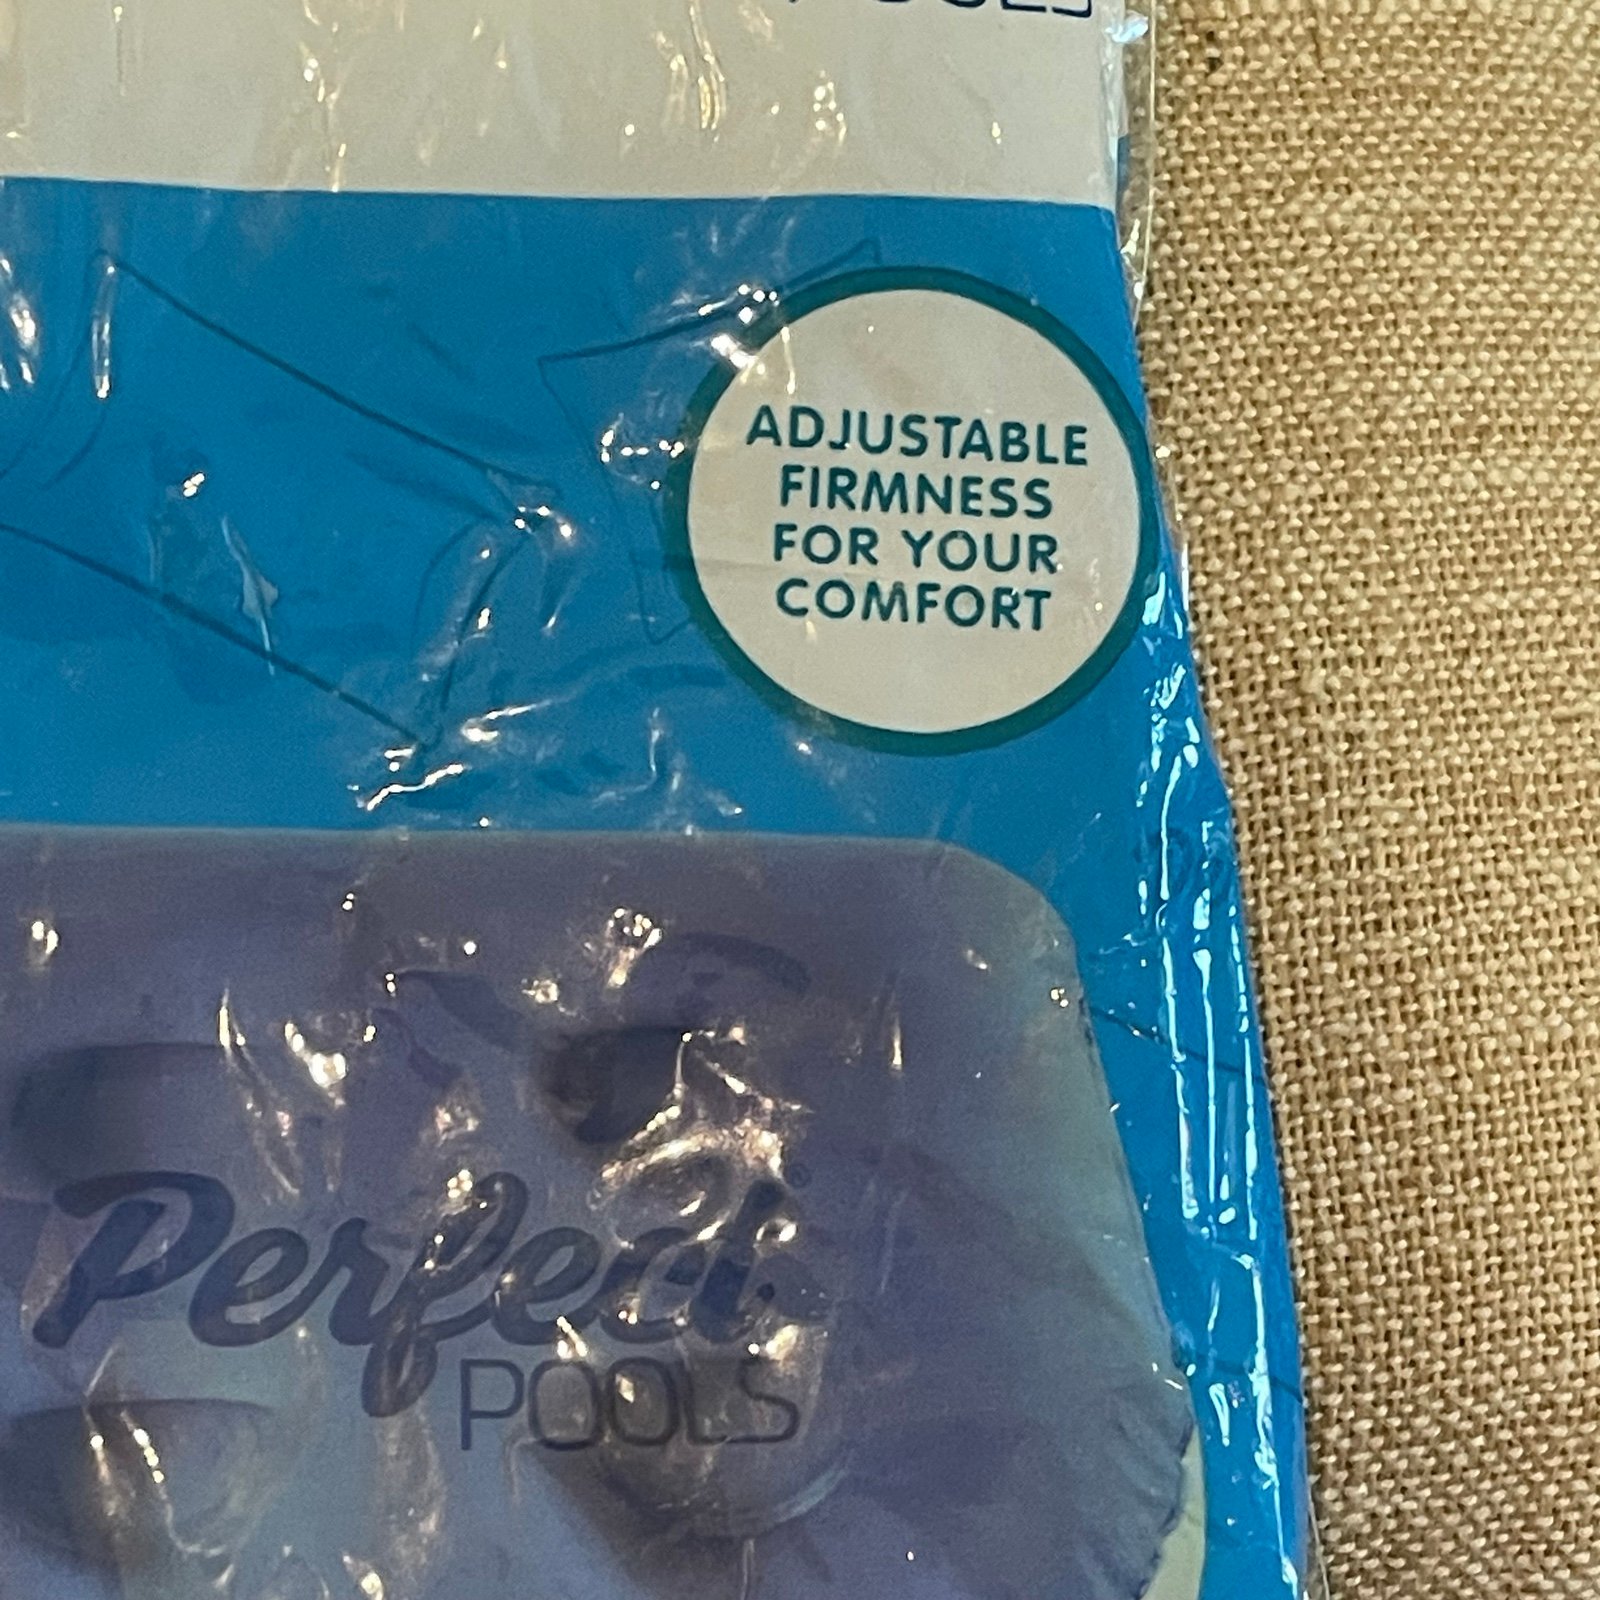 ADJUSTABLE
FIRMNESS
FOR YOUR
COMFORT
Perfect®
POOLS